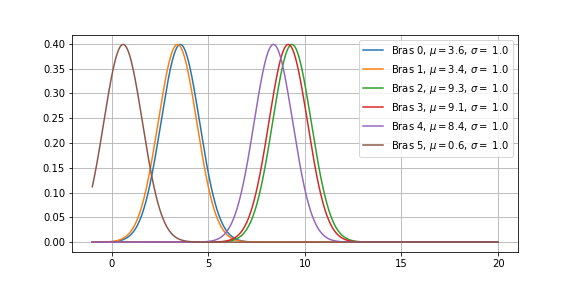 0.40
0.35
0.30
0.25
0.20
0.15
0.10
0.05
0.00
0 5 10 15 20
Bras 0, μ = 3.6, σ = 1.0
Bras 1, μ = 3.4, σ = 1.0
Bras 2, μ = 9.3, σ = 1.0
Bras 3, μ = 9.1, σ = 1.0
Bras 4, μ = 8.4, σ = 1.0
Bras 5, μ = 0.6, σ = 1.0